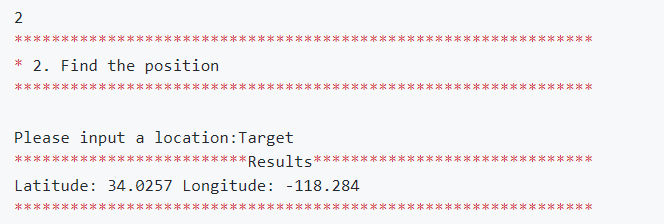 2
**************************************************************
* 2. Find the position
**************************************************************
Please input a location:Target
*************************Results******************************
Latitude: 34.0257 Longitude: -118.284
**************************************************************